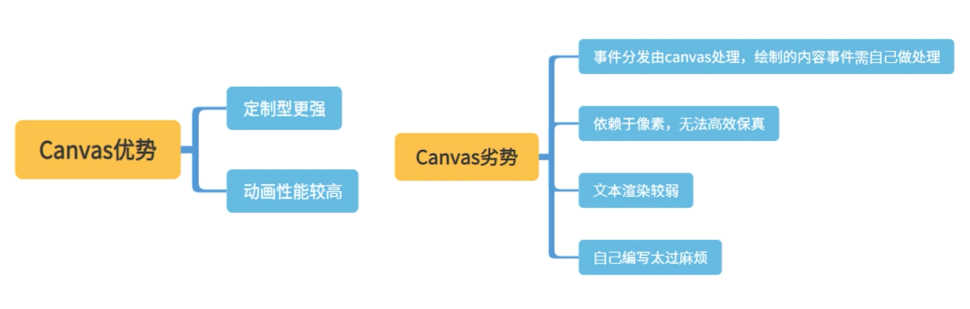 Canvas优势
定制型更强
动画性能较高
Canvas劣势
事件分发由canvas处理，绘制的内容事件需自己做处理
依赖于像素，无法高效保真
文本渲染较弱
自己编写太过麻烦